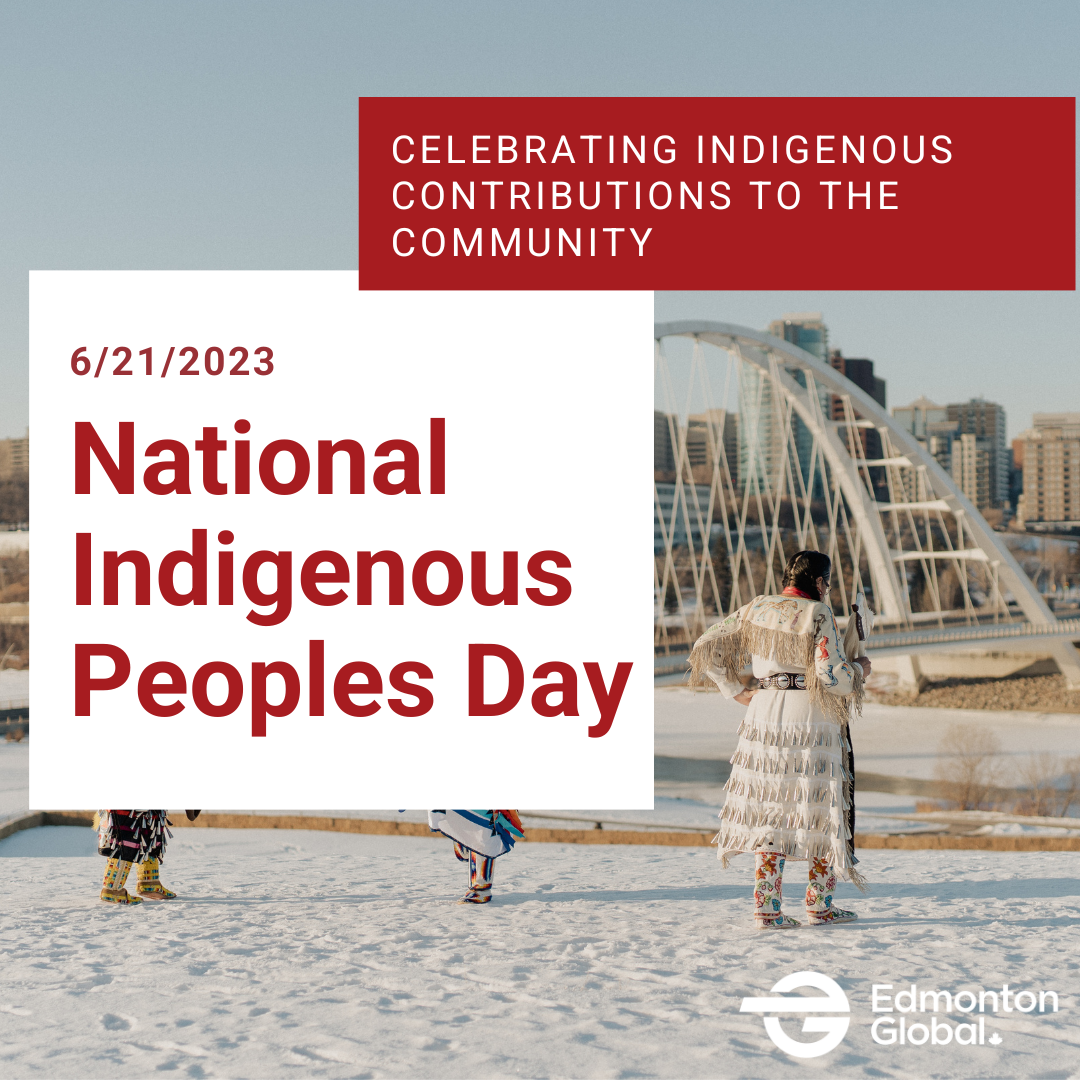 CELEBRATING INDIGENOUS
CONTRIBUTIONS TO THE
COMMUNITY
6/21/2023
National
Indigenous
Peoples Day
Edmonton
Global